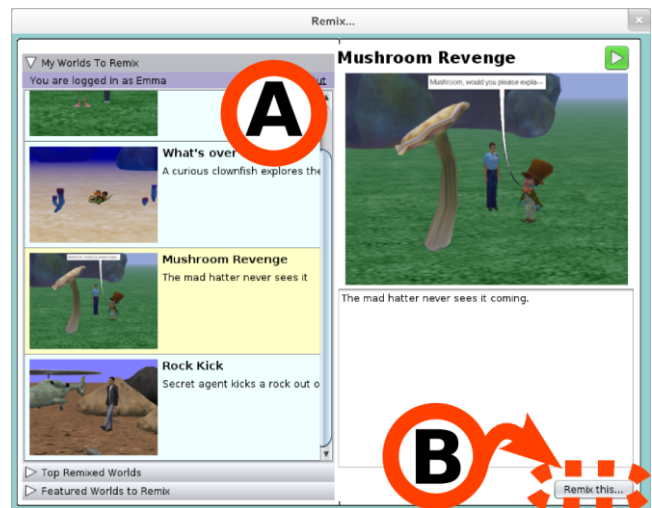 Remix...
My Worlds To Remix
You are logged in as Emma
ut
A
What's over
A curious clownfish explores the
Mushroom Revenge
The mad hatter never sees it
Rock Kick
Secret agent kicks a rock out o
Top Remixed Worlds
Featured Worlds to Remix
Mushroom Revenge
Mushroom, would you please expla—
The mad hatter never sees it coming.
B
Remix this...